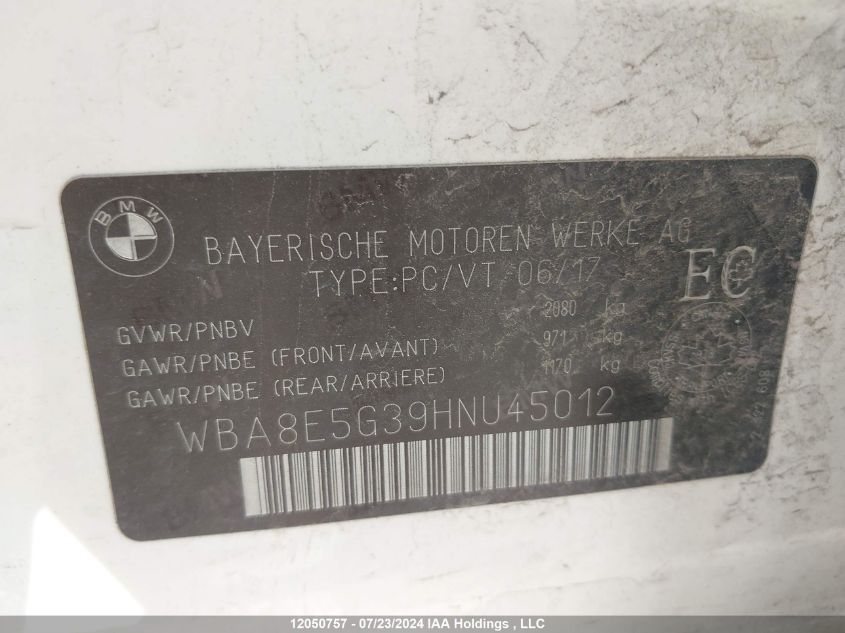 BMW
BAYERISCHE MOTOREN WERKE AG
TYPE:PC/VT 06/17
EC
GVWR/PNBV 2080 kg
GAWR/PNBE (FRONT/AVANT) 971 kg
GAWR/PNBE (REAR/ARRIERE) 1170 kg
WBA8E5G39HNU45012
12050757 - 07/23/2024 IAA Holdings , LLC